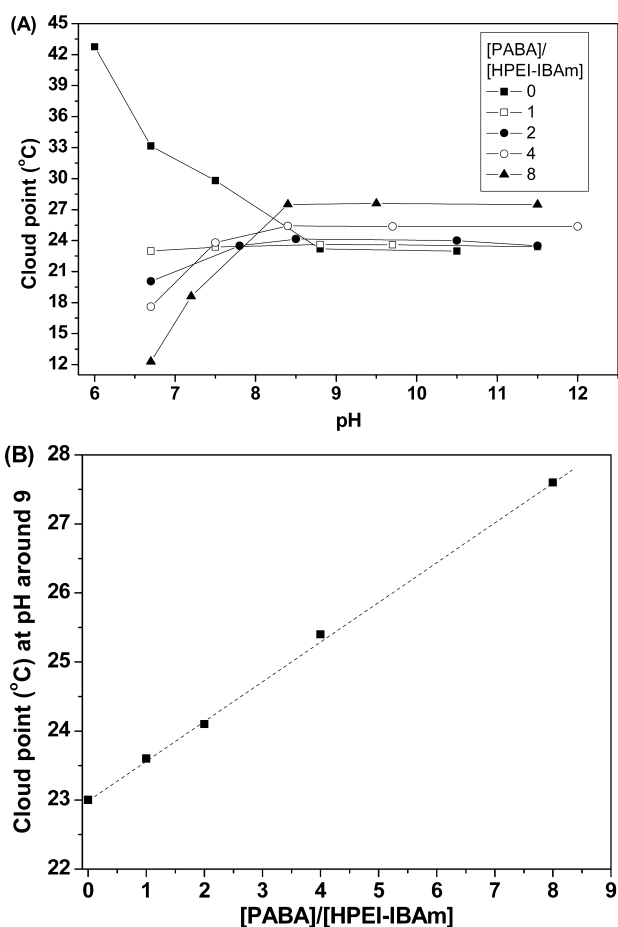 (A)
45
42
39
36
33
30
27
24
21
18
15
12
Cloud point (°C)
[PABA]/
[HPEI-IBAm]
0
1
2
4
8
6 7 8 9 10 11 12
pH
(B)
28
27
26
25
24
23
22
Cloud point (°C) at pH around 9
0 1 2 3 4 5 6 7 8 9
[PABA]/[HPEI-IBAm]